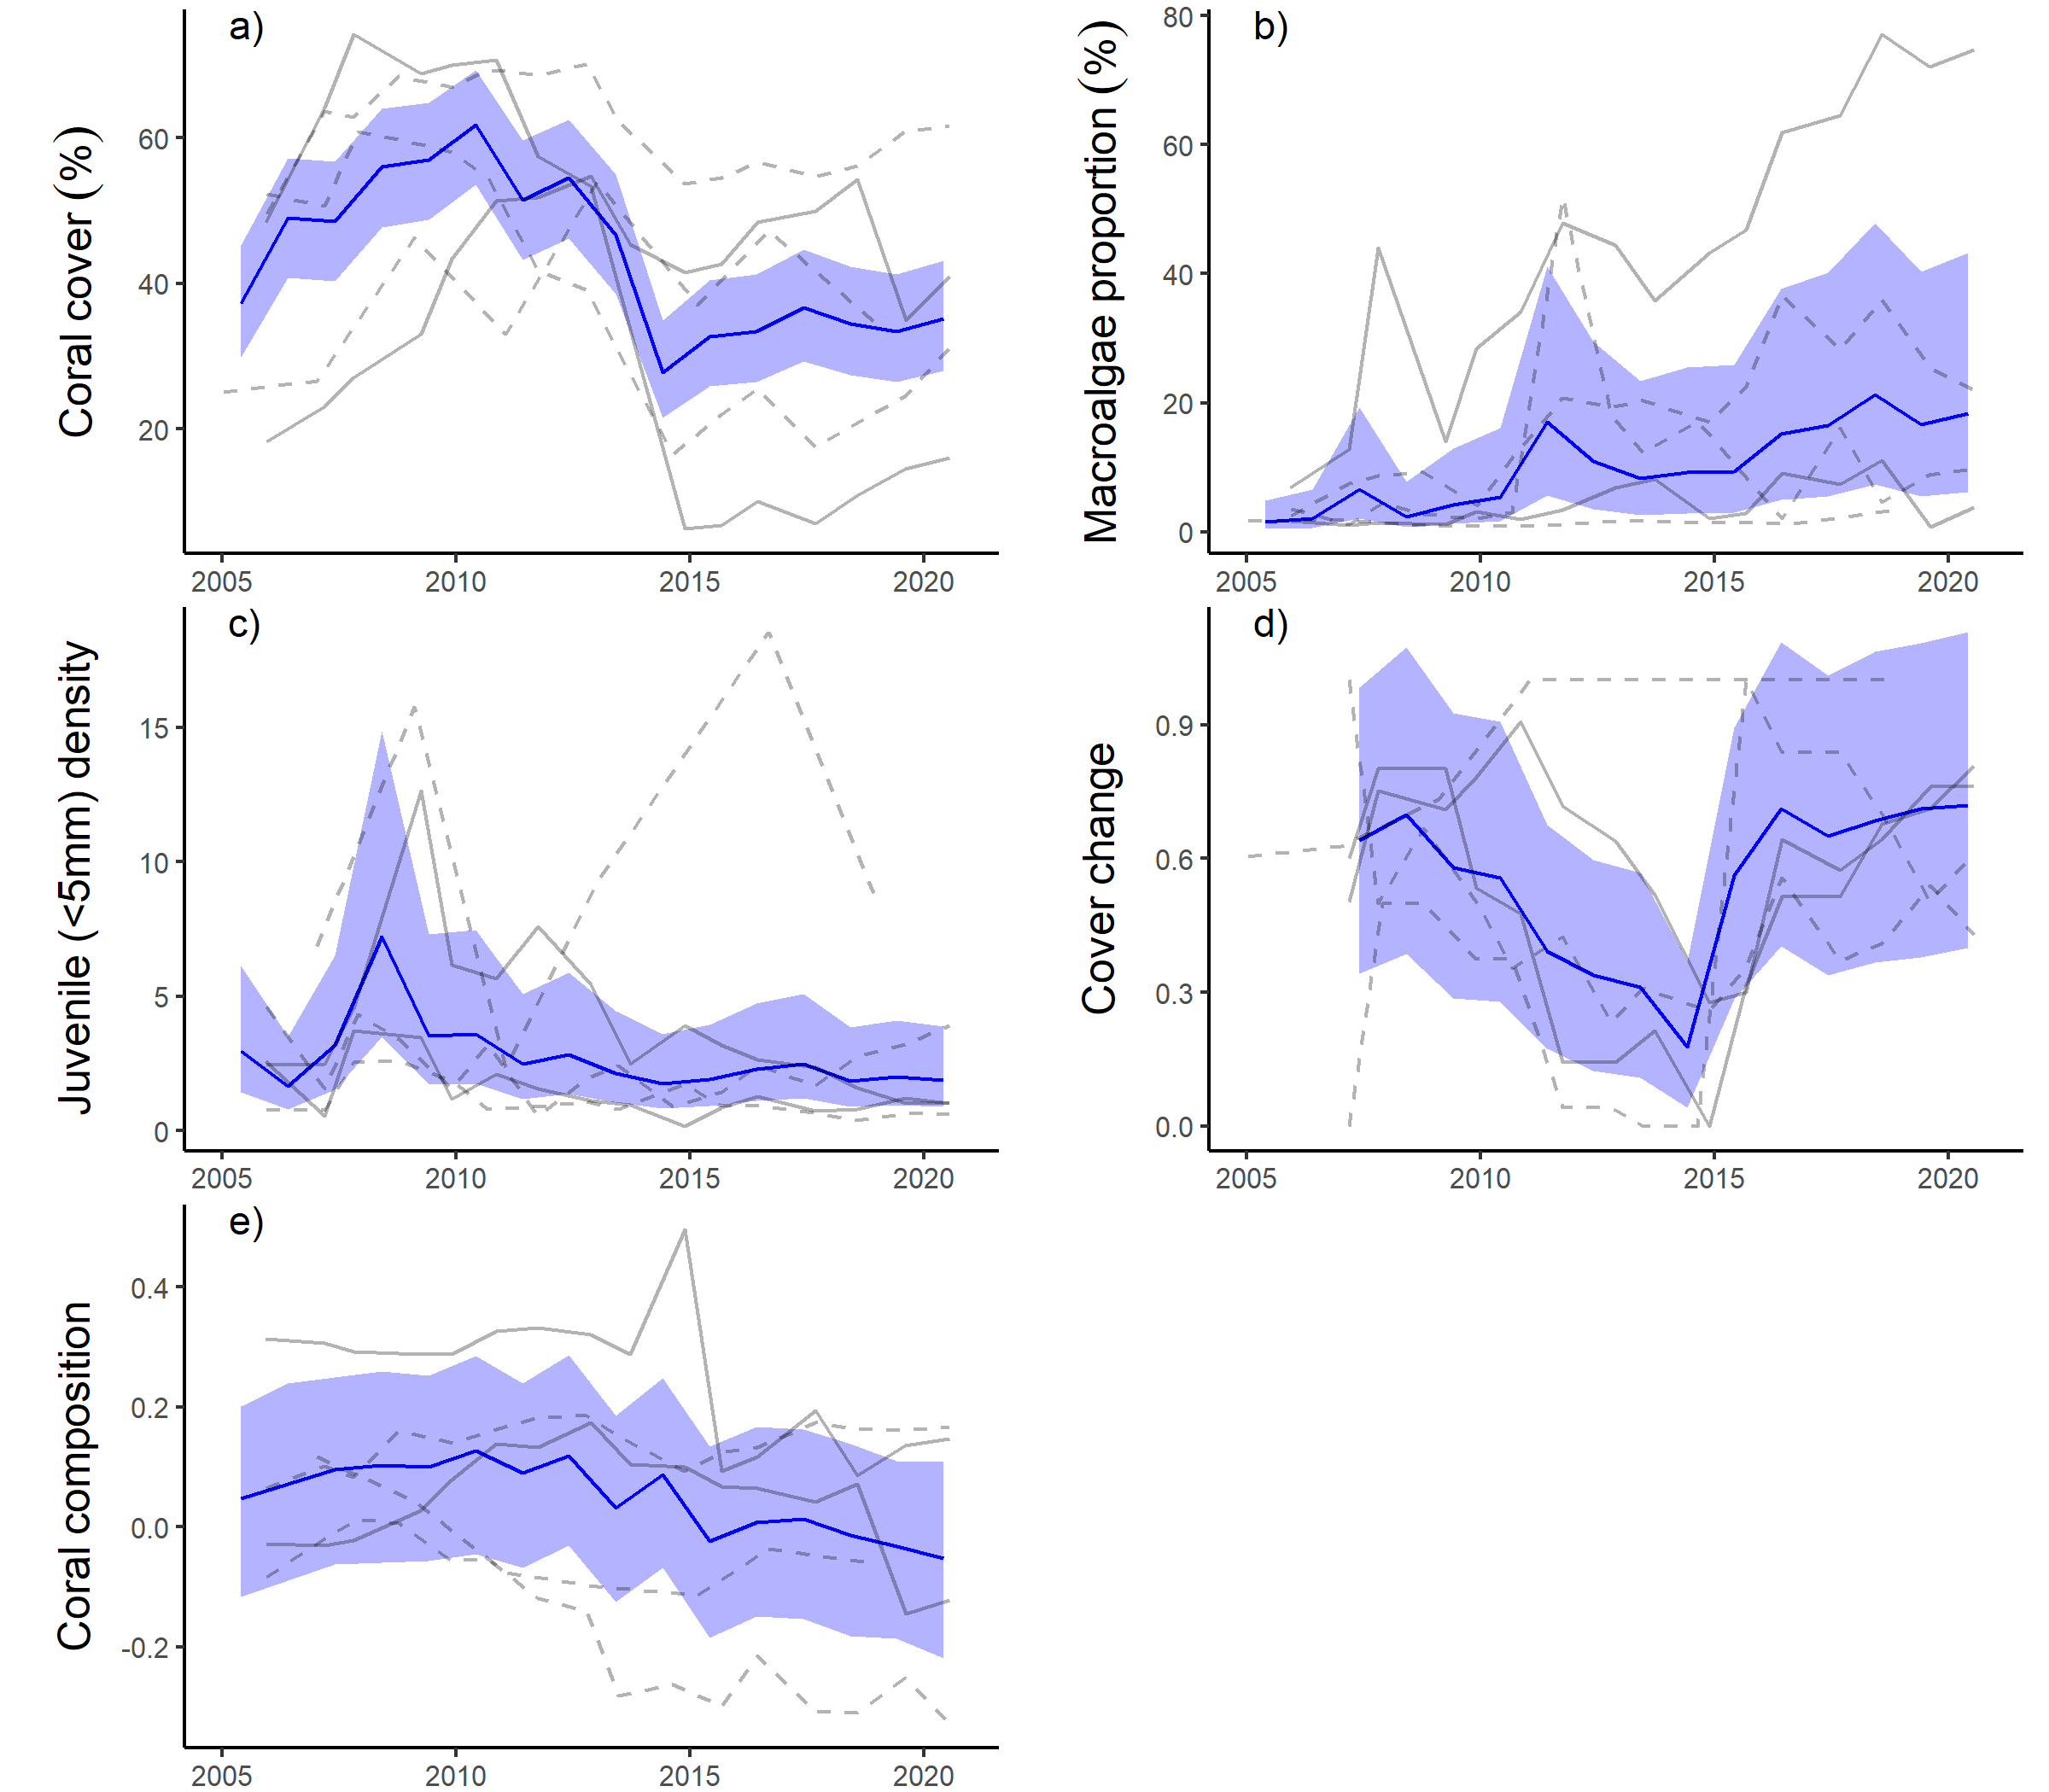 a)
Coral cover (%)
60
40
20
2005 2010 2015 2020
b)
Macroalgae proportion (%)
80
60
40
20
0
2005 2010 2015 2020
c)
Juvenile (<5mm) density
15
10
5
0
2005 2010 2015 2020
d)
Cover change
0.9
0.6
0.3
0.0
2005 2010 2015 2020
e)
Coral composition
0.4
0.2
0.0
-0.2
2005 2010 2015 2020